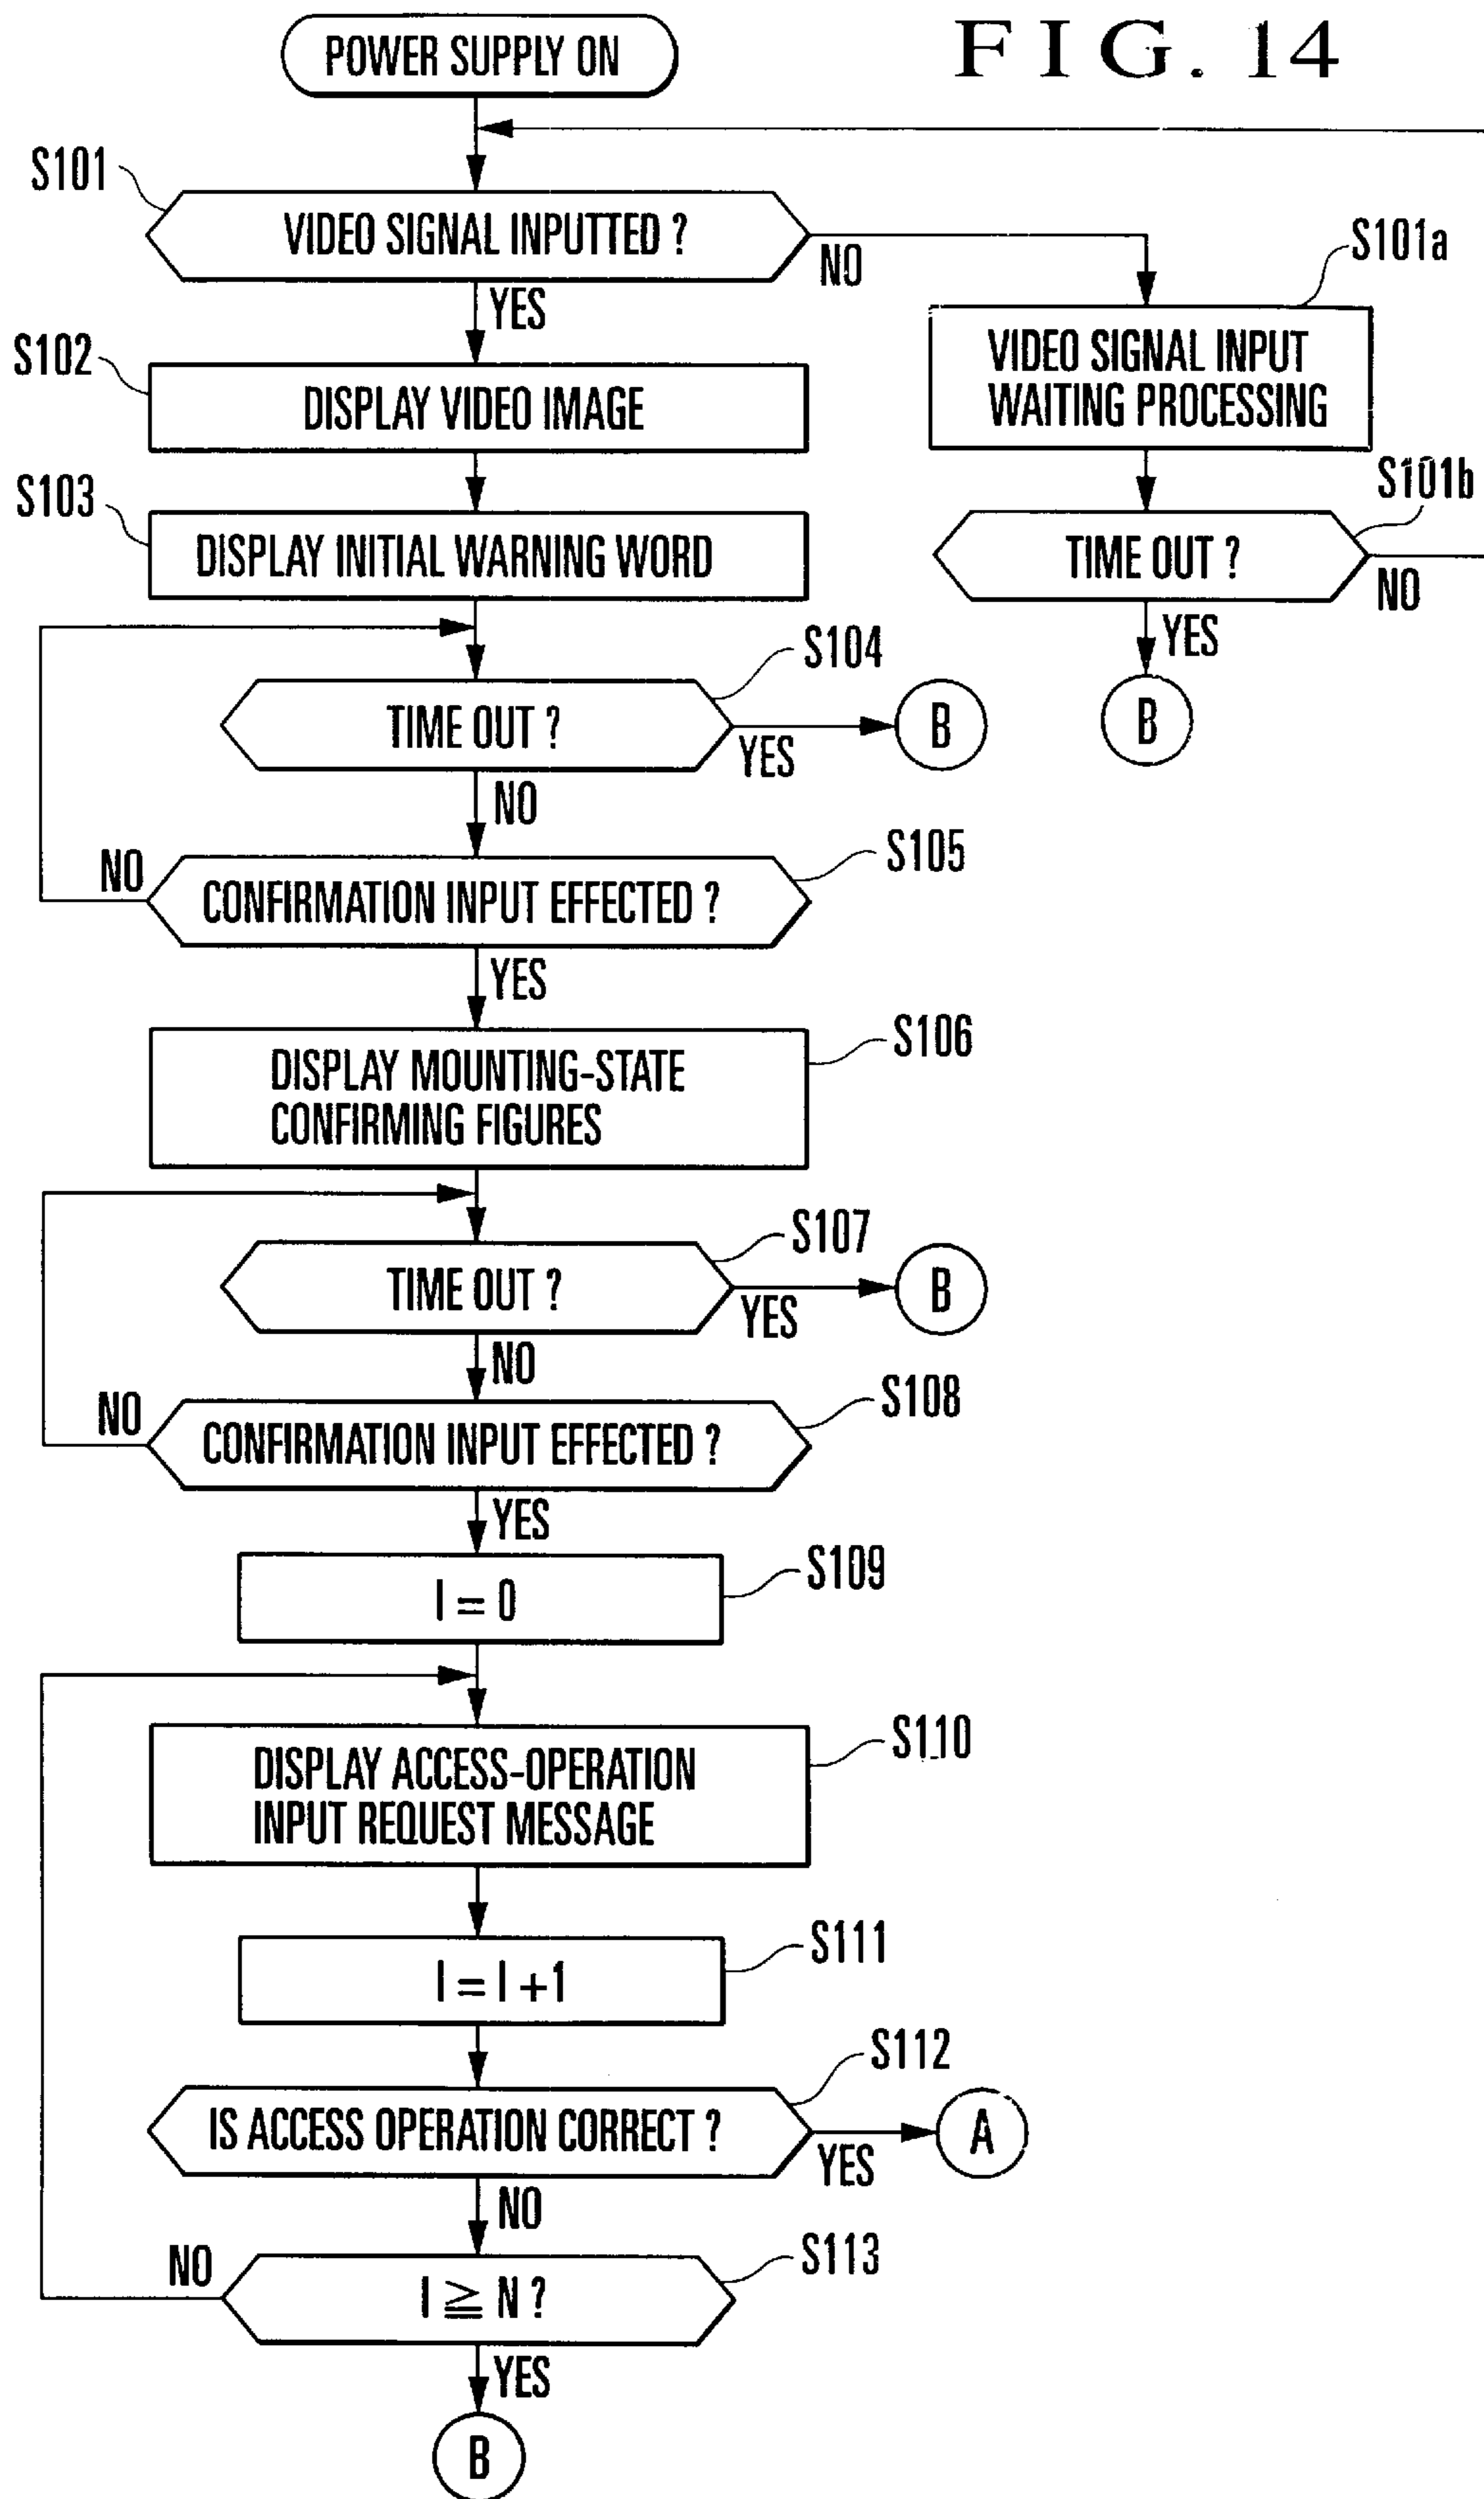 FIG. 14
POWER SUPPLY ON
S101
VIDEO SIGNAL INPUTTED ?
NO
YES
S101a
VIDEO SIGNAL INPUT
WAITING PROCESSING
S102
DISPLAY VIDEO IMAGE
S101b
TIME OUT ?
NO
YES
B
S103
DISPLAY INITIAL WARNING WORD
S104
TIME OUT ?
YES
B
NO
S105
NO
CONFIRMATION INPUT EFFECTED ?
YES
S106
DISPLAY MOUNTING-STATE
CONFIRMING FIGURES
S107
TIME OUT ?
YES
B
NO
S108
NO
CONFIRMATION INPUT EFFECTED ?
YES
S109
I = 0
S110
DISPLAY ACCESS-OPERATION
INPUT REQUEST MESSAGE
S111
I = I +1
S112
IS ACCESS OPERATION CORRECT ?
YES
A
NO
S113
NO
I ≧ N ?
YES
B